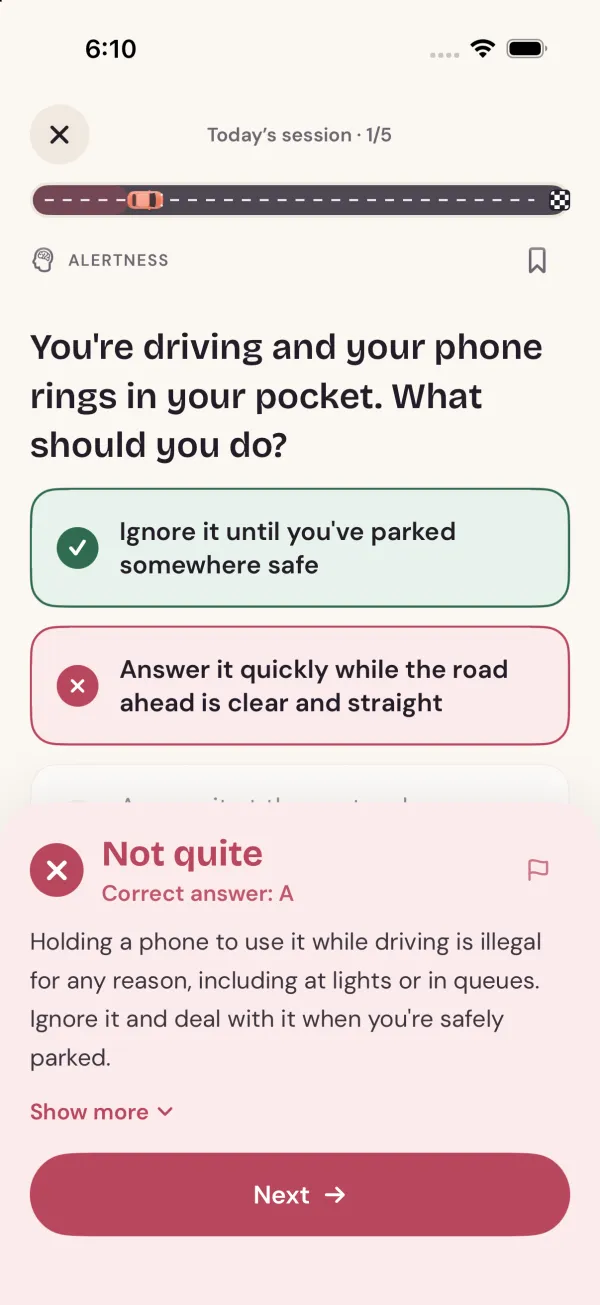 6:10
Today's session · 1/5
ALERTNESS
You're driving and your phone
rings in your pocket. What
should you do?
Ignore it until you've parked
somewhere safe
Answer it quickly while the road
ahead is clear and straight
Not quite
Correct answer: A
Holding a phone to use it while driving is illegal
for any reason, including at lights or in queues.
Ignore it and deal with it when you're safely
parked.
Show more
Next